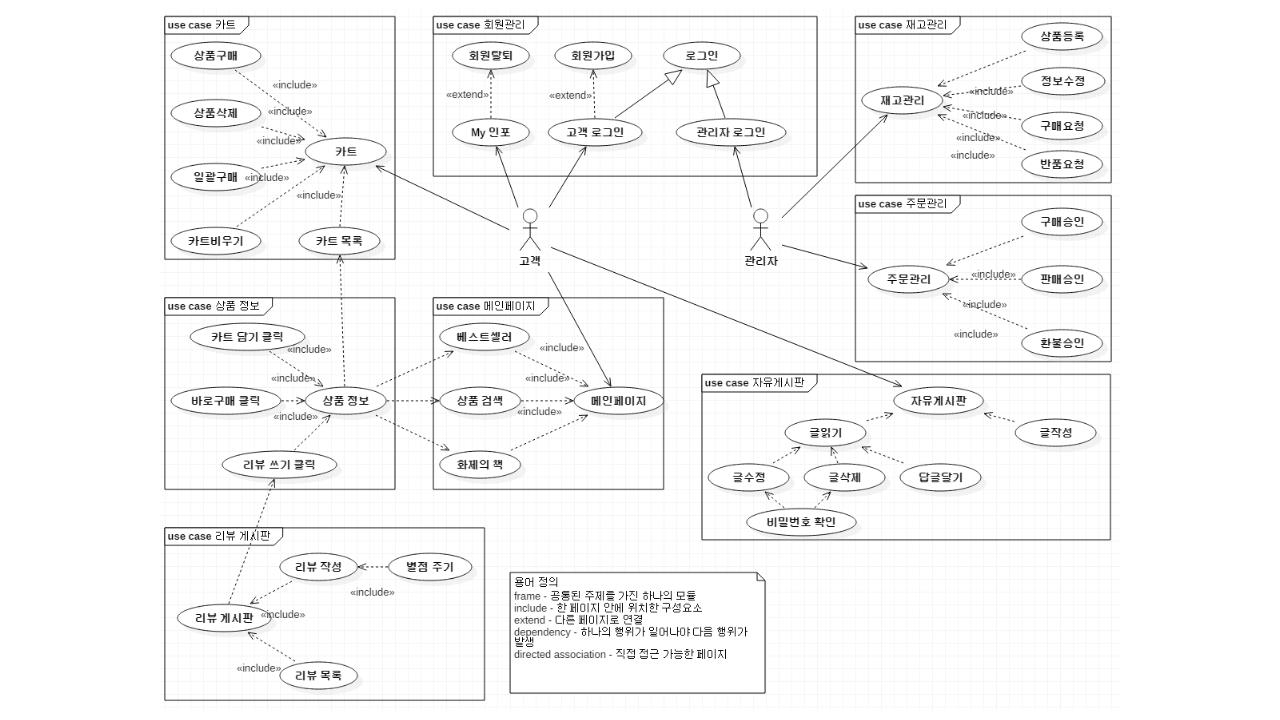 use case 카트
상품구매
«include»
상품삭제
«include»
«include»
카트
일괄구매
«include»
«include»
카트비우기
카트 목록
use case 회원관리
회원탈퇴
회원가입
로그인
«extend»
«extend»
My 인포
고객 로그인
관리자 로그인
고객
관리자
use case 재고관리
상품등록
정보수정
«include»
재고관리
«include»
구매요청
«include»
«include»
반품요청
use case 주문관리
구매승인
주문관리
«include»
판매승인
«include»
«include»
환불승인
use case 상품 정보
카트 담기 클릭
«include»
«include»
바로구매 클릭
상품 정보
«include»
리뷰 쓰기 클릭
use case 메인페이지
베스트셀러
«include»
«include»
상품 검색
메인페이지
«include»
화제의 책
use case 자유게시판
자유게시판
글읽기
글작성
글수정
글삭제
답글달기
비밀번호 확인
use case 리뷰 게시판
리뷰 작성
별점 주기
«include»
리뷰 게시판
«include»
«include»
리뷰 목록
용어 정의
frame - 공통된 주제를 가진 하나의 모듈
include - 한 페이지 안에 위치한 구성요소
extend - 다른 페이지로 연결
dependency - 하나의 행위가 일어나야 다음 행위가
발생
directed association - 직접 접근 가능한 페이지